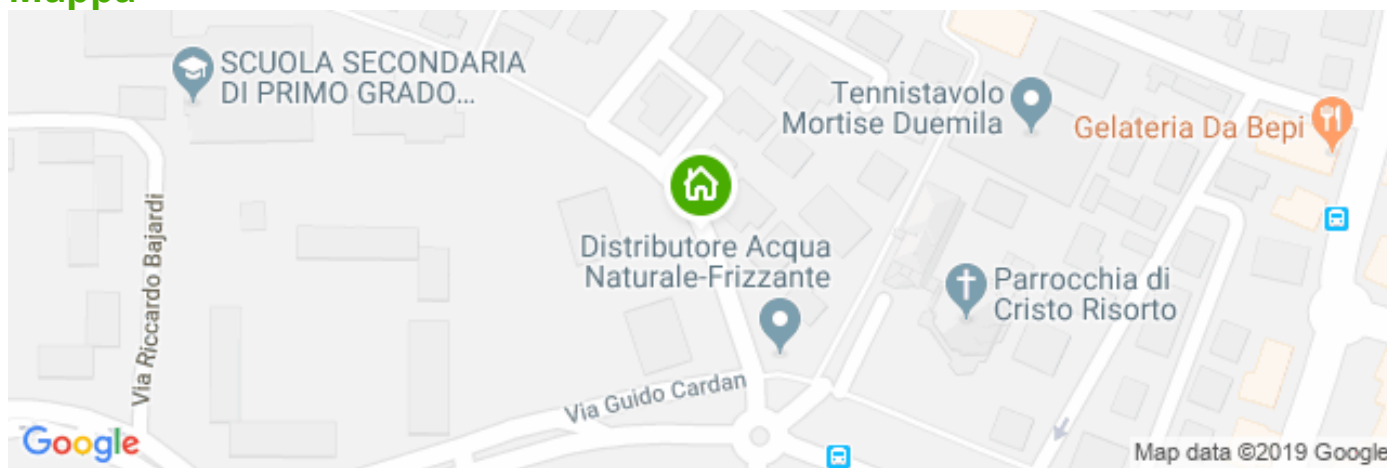 Mappa
SCUOLA SECONDARIA
DI PRIMO GRADO...
Tennistavolo
Mortise Duemila
Gelateria Da Bepi
Via Riccardo Bajardi
Distributore Acqua
Naturale-Frizzante
Parrocchia di
Cristo Risorto
Via Guido Cardan
Google
Map data ©2019 Google